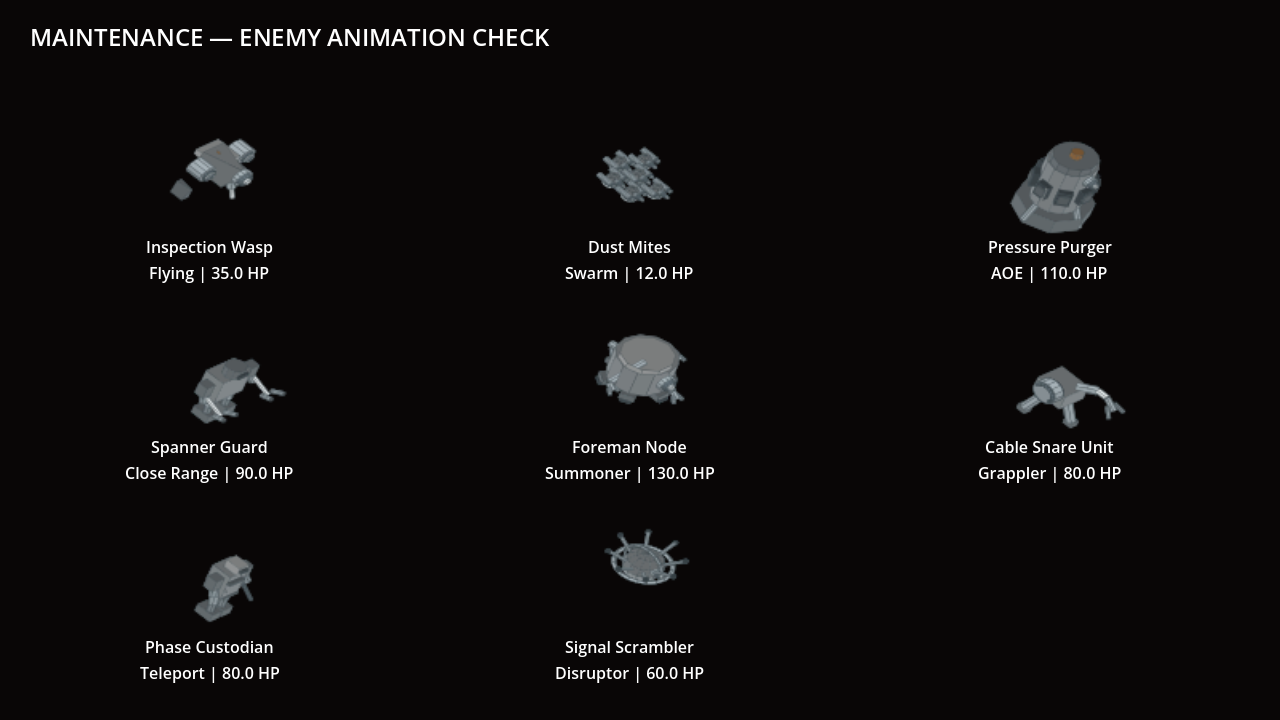 MAINTENANCE — ENEMY ANIMATION CHECK
Inspection Wasp
Flying | 35.0 HP
Dust Mites
Swarm | 12.0 HP
Pressure Purger
AOE | 110.0 HP
Spanner Guard
Close Range | 90.0 HP
Foreman Node
Summoner | 130.0 HP
Cable Snare Unit
Grappler | 80.0 HP
Phase Custodian
Teleport | 80.0 HP
Signal Scrambler
Disruptor | 60.0 HP